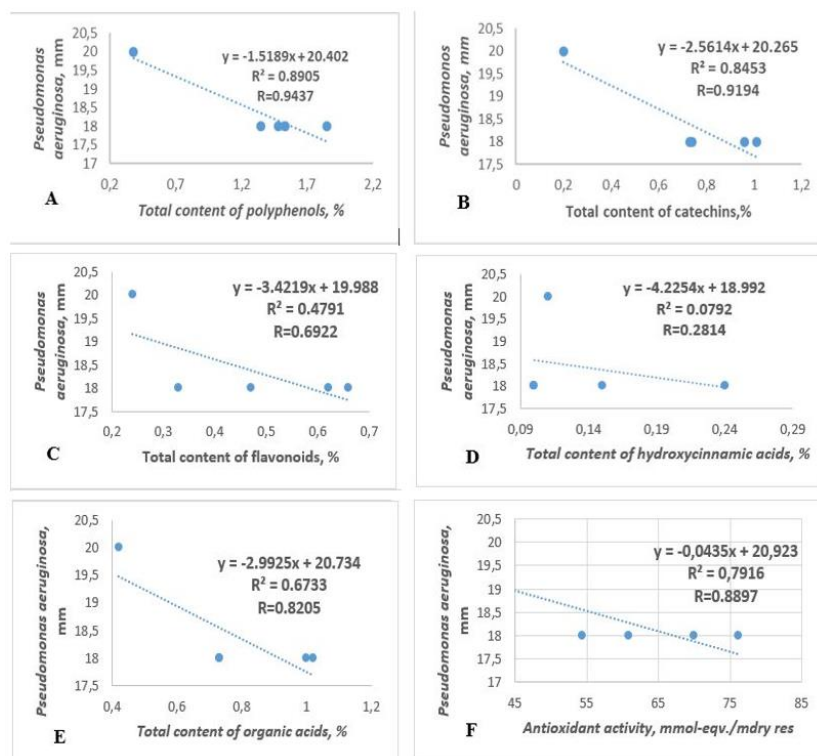 Pseudomonas
aeruginosa, mm
20,5
20
19,5
19
18,5
18
17,5
17
y = -1.5189x + 20.402
R² = 0.8905
R=0.9437
0,2
0,7
1,2
1,7
2,2
A
Total content of polyphenols, %
Pseudomonos
aeruginosa, mm
20,5
20
19,5
19
18,5
18
17,5
y = -2.5614x + 20.265
R² = 0.8453
R=0.9194
0
0,2
0,4
0,6
0,8
1
1,2
B
Total content of catechins,%
Pseudomonas
aeruginosa, mm
20,5
20
19,5
19
18,5
18
17,5
y = -3.4219x + 19.988
R² = 0.4791
R=0.6922
0,2
0,3
0,4
0,5
0,6
0,7
C
Total content of flavonoids, %
Pseudomonas
aeruginosa, mm
20,5
20
19,5
19
18,5
18
17,5
y = -4.2254x + 18.992
R² = 0.0792
R=0.2814
0,09
0,14
0,19
0,24
0,29
D
Total content of hydroxycinnamic acids, %
Pseudomonas aeruginosa,
mm
20,5
20
19,5
19
18,5
18
17,5
y = -2.9925x + 20.734
R² = 0.6733
R=0.8205
0,4
0,6
0,8
1
1,2
E
Total content of organic acids, %
Pseudomonas aeruginosa,
mm
20,5
20
19,5
19
18,5
18
17,5
17
y = -0,0435x + 20,923
R² = 0,7916
R=0.8897
45
55
65
75
85
F
Antioxidant activity, mmol-eqv./mdry res